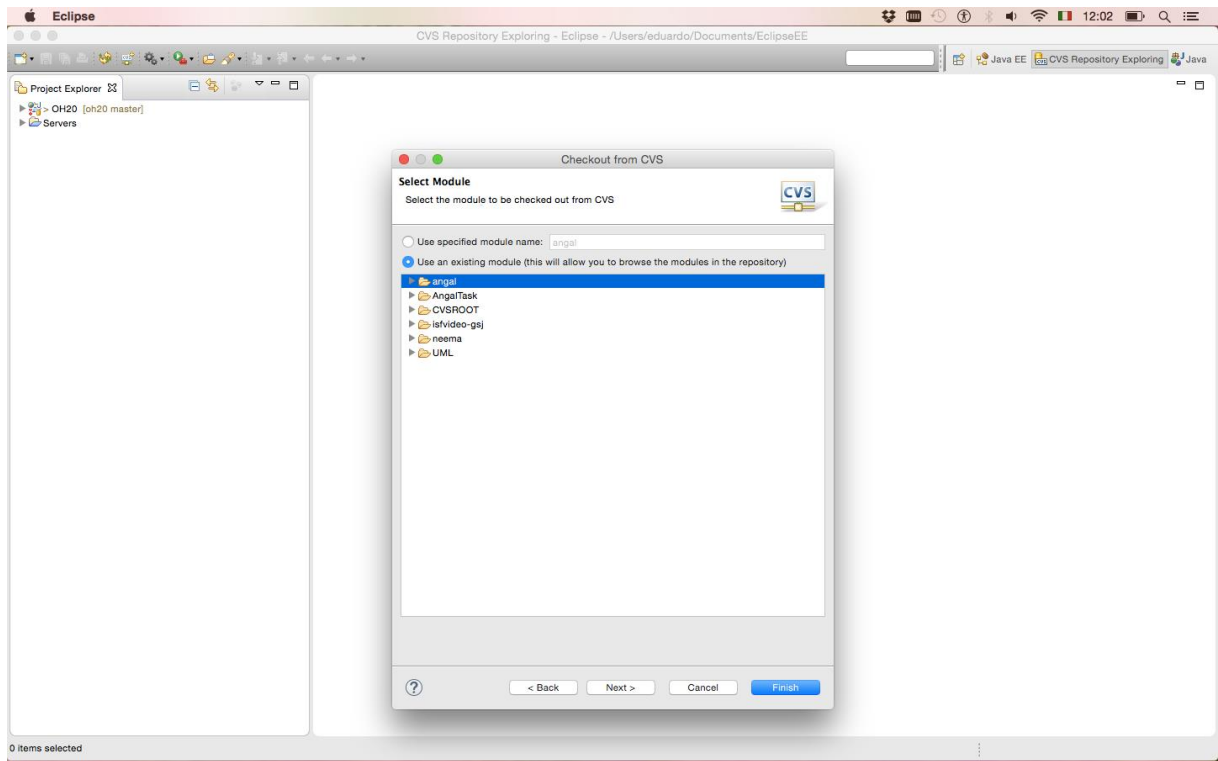 Eclipse 12:02
CVS Repository Exploring - Eclipse - /Users/eduardo/Documents/EclipseEE
Java EE CVS Repository Exploring Java
Project Explorer
> OH20 [oh20 master]
Servers
Checkout from CVS
Select Module
Select the module to be checked out from CVS
CVS
Use specified module name: angal
Use an existing module (this will allow you to browse the modules in the repository)
angal
AngalTask
CVSROOT
isfvideo-gsj
neema
UML
? < Back Next > Cancel Finish
0 items selected